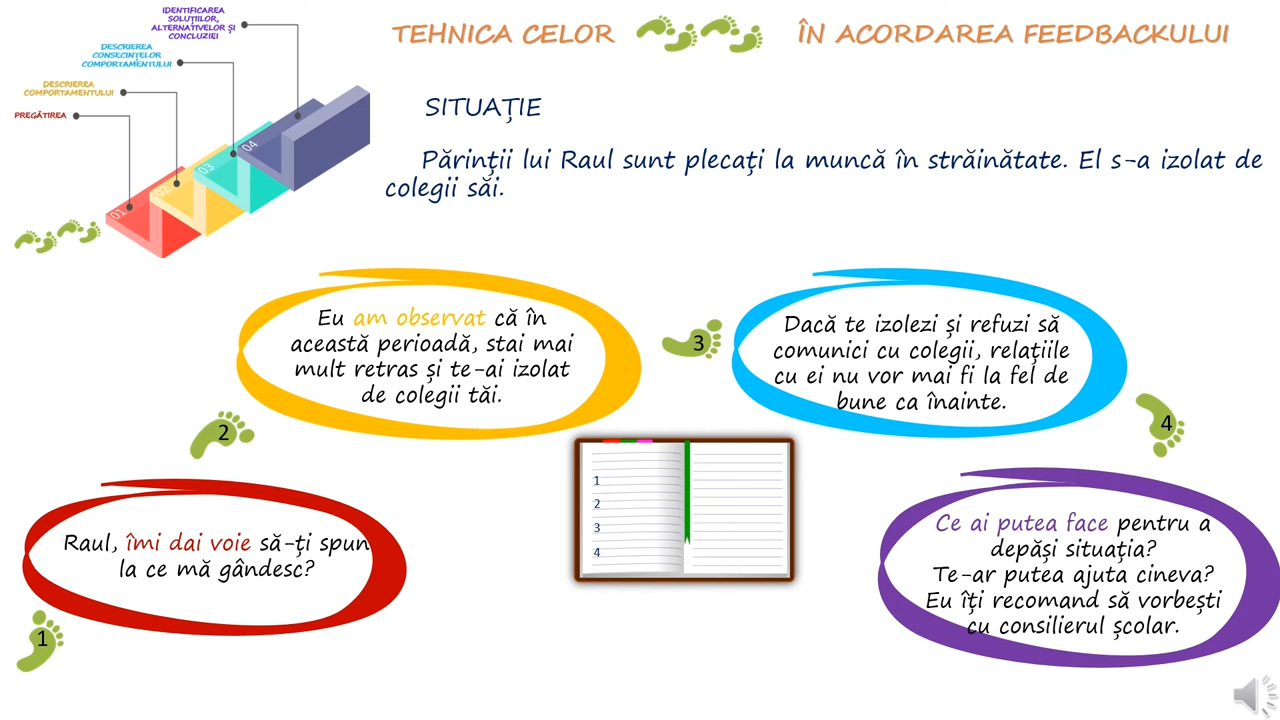 IDENTIFICAREA
SOLUȚIILOR,
ALTERNATIVELOR ȘI
CONCLUZIEI
DESCRIEREA
CONSECINȚELOR
COMPORTAMENTULUI
DESCRIEREA
COMPORTAMENTULUI
PREGĂTIREA
01
02
03
04
TEHNICA CELOR ÎN ACORDAREA FEEDBACKULUI
SITUAȚIE
Părinții lui Raul sunt plecați la muncă în străinătate. El s-a izolat de
colegii săi.
1
Raul, îmi dai voie să-ți spun
la ce mă gândesc?
2
Eu am observat că în
această perioadă, stai mai
mult retras și te-ai izolat
de colegii tăi.
3
Dacă te izolezi și refuzi să
comunici cu colegii, relațiile
cu ei nu vor mai fi la fel de
bune ca înainte.
4
Ce ai putea face pentru a
depăși situația?
Te-ar putea ajuta cineva?
Eu îți recomand să vorbești
cu consilierul școlar.
1
2
3
4